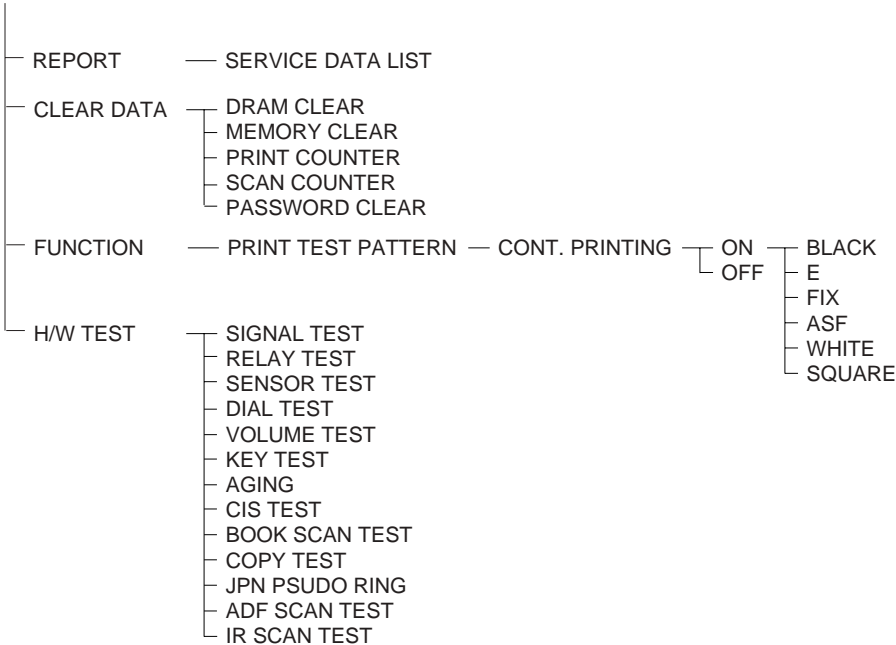 REPORT SERVICE DATA LIST
CLEAR DATA DRAM CLEAR
MEMORY CLEAR
PRINT COUNTER
SCAN COUNTER
PASSWORD CLEAR
FUNCTION PRINT TEST PATTERN CONT. PRINTING ON BLACK
OFF E
FIX
ASF
WHITE
SQUARE
H/W TEST SIGNAL TEST
RELAY TEST
SENSOR TEST
DIAL TEST
VOLUME TEST
KEY TEST
AGING
CIS TEST
BOOK SCAN TEST
COPY TEST
JPN PSUDO RING
ADF SCAN TEST
IR SCAN TEST